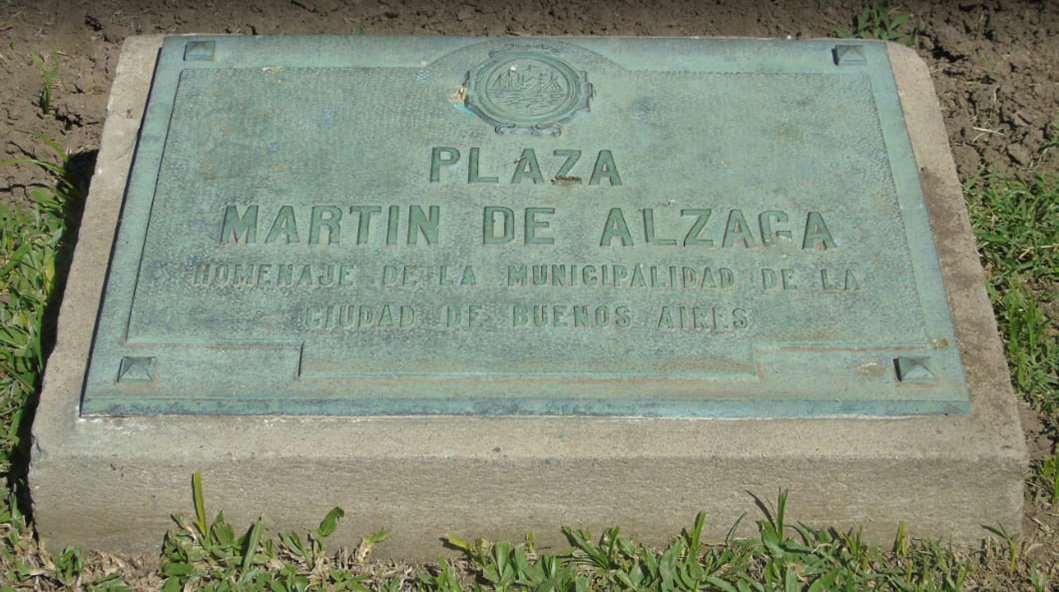 PLAZA
MARTIN DE ALZAGA
HOMENAJE DE LA MUNICIPALIDAD DE LA
CIUDAD DE BUENOS AIRES